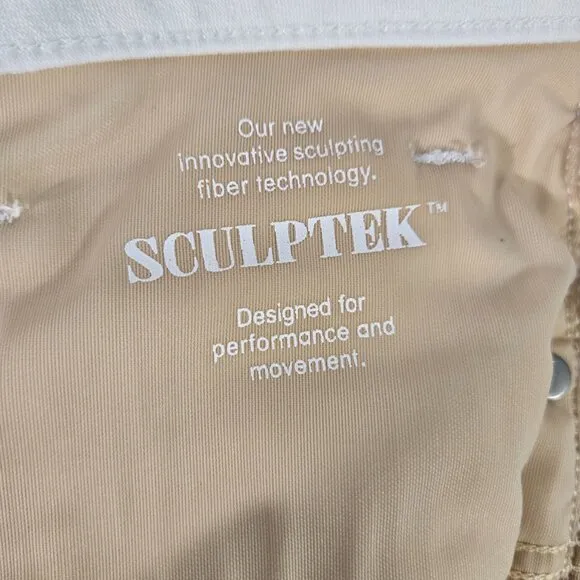 Our new
innovative sculpting
fiber technology.
SCULPTEK™
Designed for
performance and
movement.